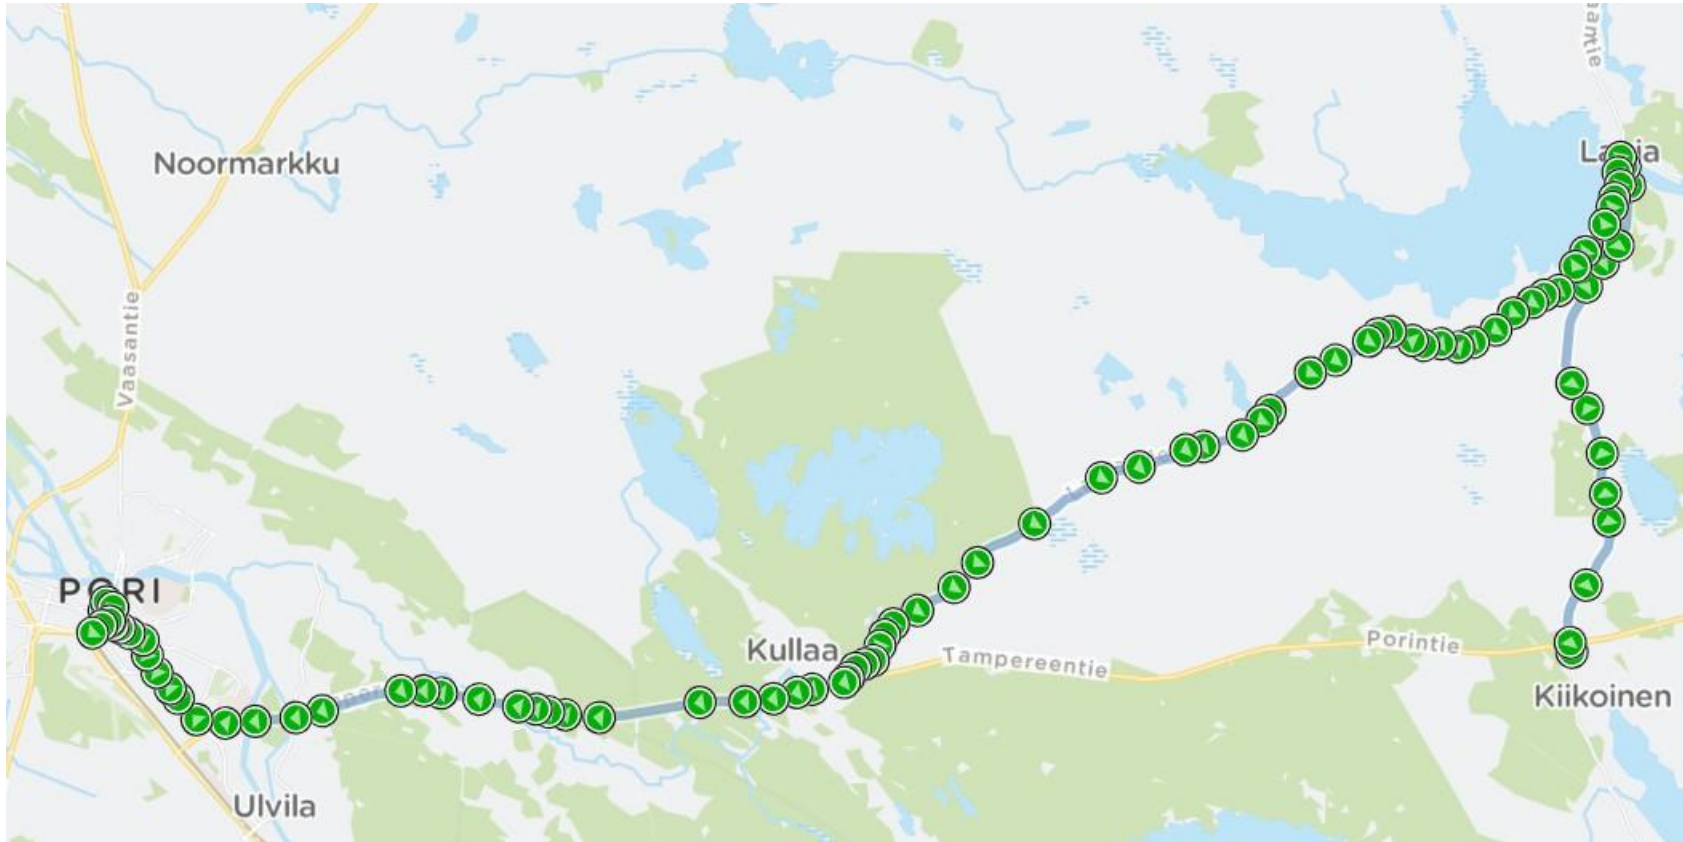 Noormarkku
Vaasantie
PORI
Kullaa
Tampereentie
Porintie
Kiikoinen
Ulvila